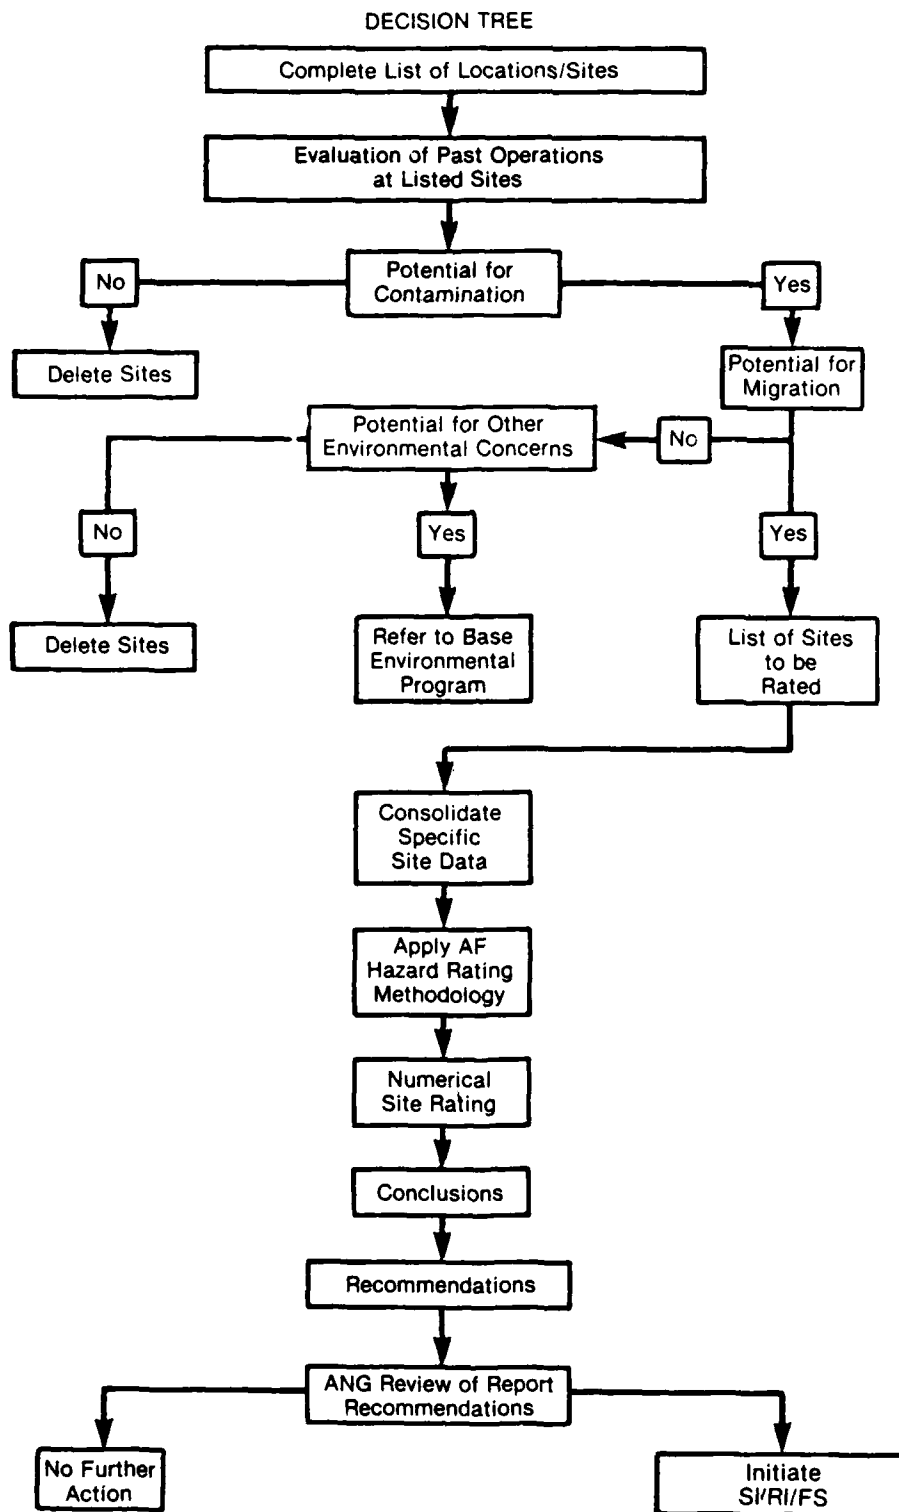 DECISION TREE
Complete List of Locations/Sites
Evaluation of Past Operations
at Listed Sites
No
Potential for
Contamination
Yes
Delete Sites
Potential for
Migration
Potential for Other
Environmental Concerns
No
No
Yes
Yes
Delete Sites
Refer to Base
Environmental
Program
List of Sites
to be
Rated
Consolidate
Specific
Site Data
Apply AF
Hazard Rating
Methodology
Numerical
Site Rating
Conclusions
Recommendations
ANG Review of Report
Recommendations
No Further
Action
Initiate
SI/RI/FS